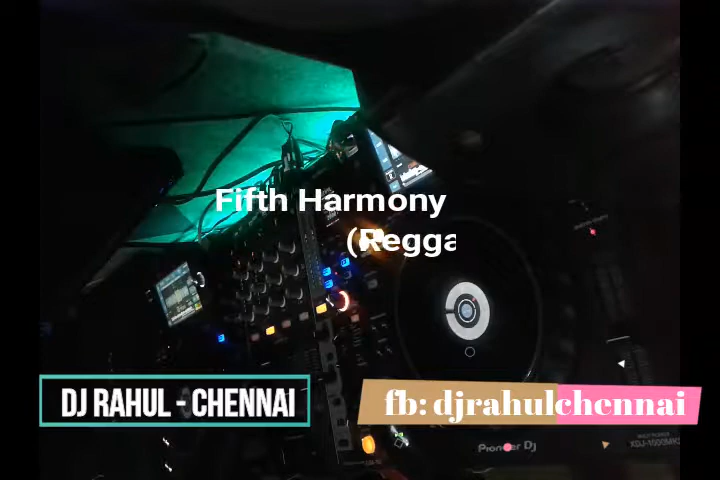 Fifth Harmony
(Regga
DJ RAHUL - CHENNAI
fb: djrahulchennai
Pioneer DJ